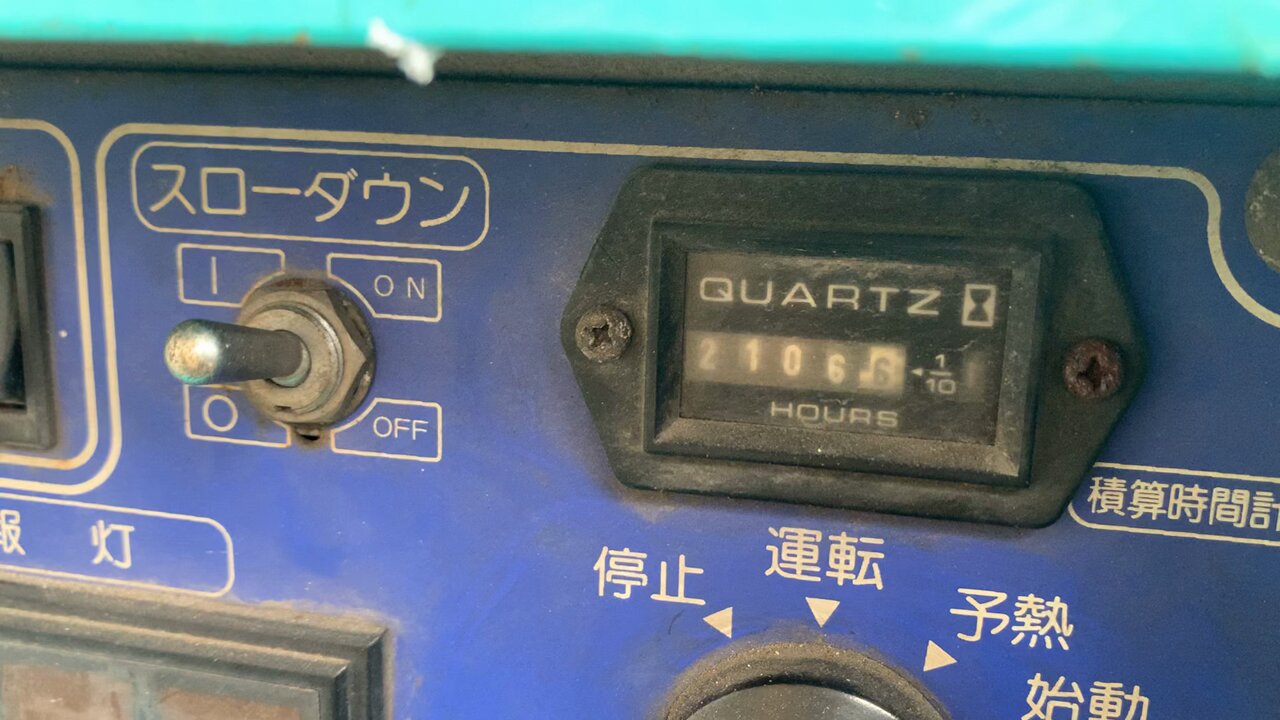 スローダウン
I
ON
O
OFF
QUARTZ
2106
1/10
HOURS
積算時間計
報 灯
停止
運転
予熱
始動